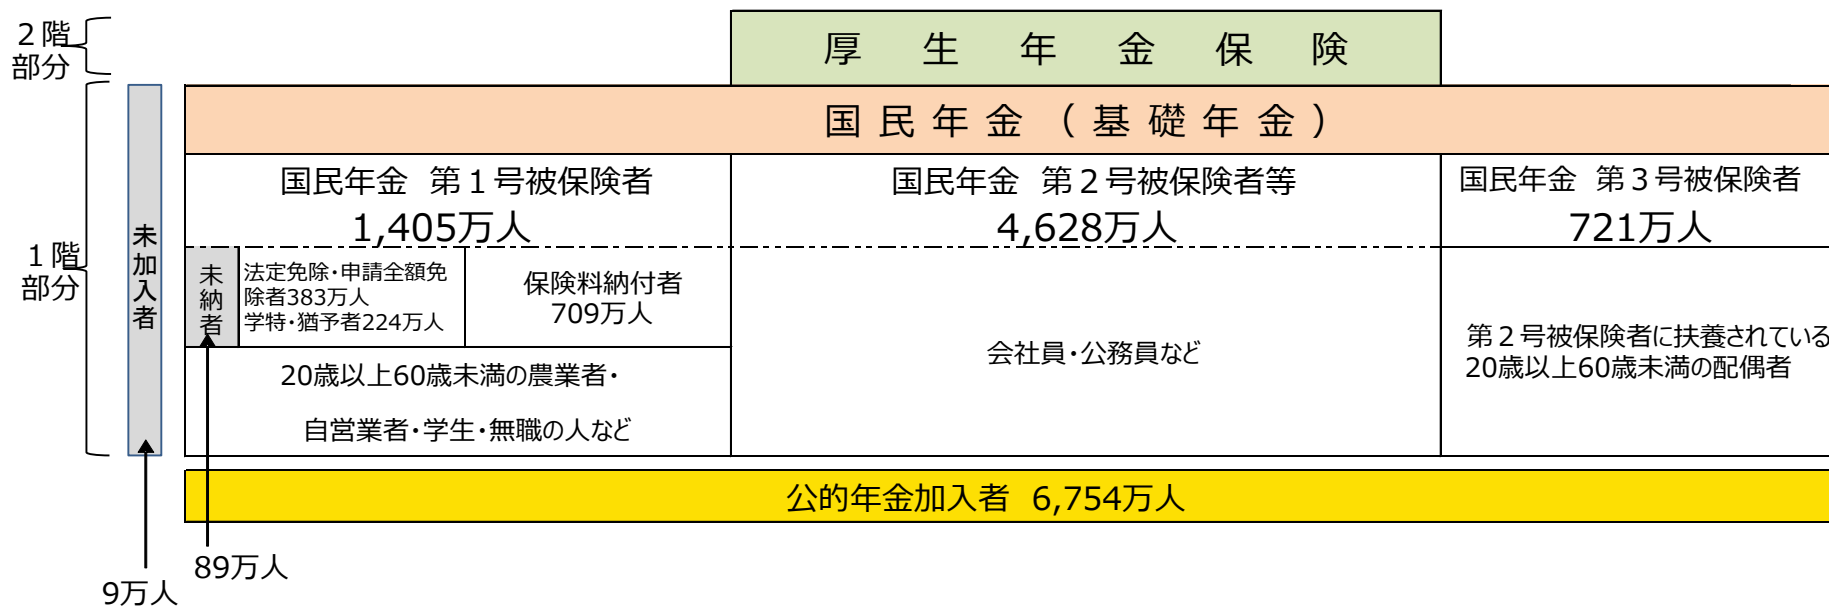 ２階
部分
厚生年金保険
国民年金（基礎年金）
国民年金 第１号被保険者
1,405万人
国民年金 第２号被保険者等
4,628万人
国民年金 第３号被保険者
721万人
１階
部分
未加入者
未納者
法定免除・申請全額免
除者383万人
学特・猶予者224万人
保険料納付者
709万人
20歳以上60歳未満の農業者・
自営業者・学生・無職の人など
会社員・公務員など
第２号被保険者に扶養されている
20歳以上60歳未満の配偶者
公的年金加入者 6,754万人
89万人
9万人